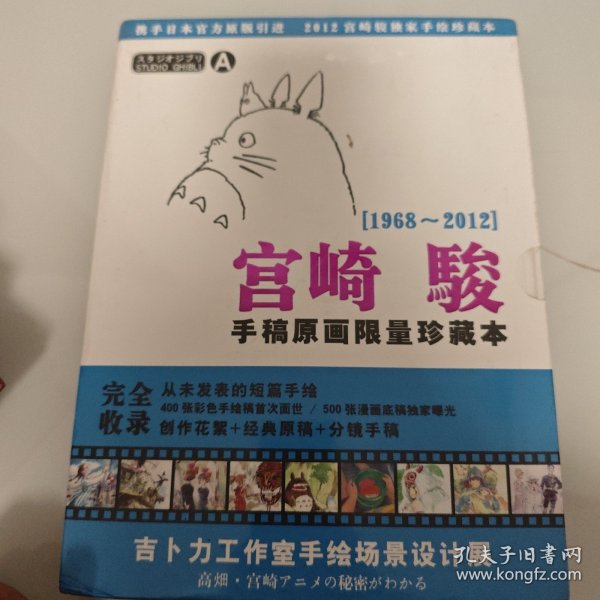 携手日本官方原版引进 2012宫崎骏独家手绘珍藏本
スタジオジブリ
STUDIO GHIBLI
A
[1968～2012]
宫崎 駿
手稿原画限量珍藏本
完全收录
从未发表的短篇手绘
400张彩色手绘稿首次面世 / 500张漫画底稿独家曝光
创作花絮+经典原稿+分镜手稿
吉卜力工作室手绘场景设计展
高畑・宮崎アニメの秘密がわかる
孔夫子旧书网
www.kongfz.com